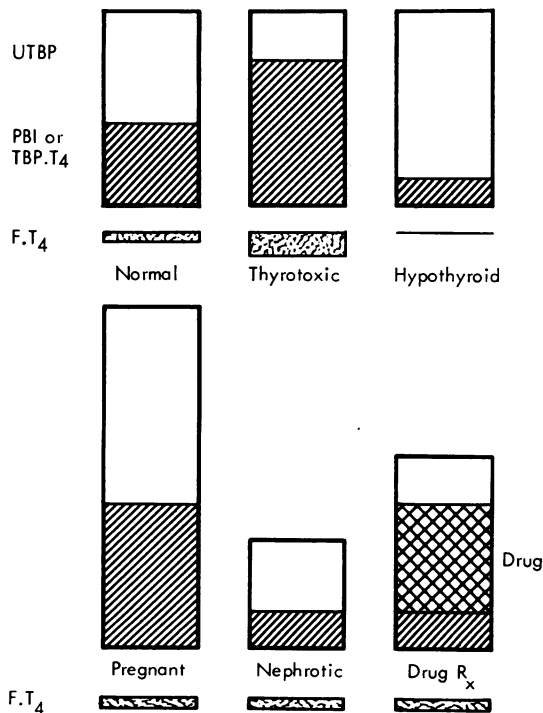 UTBP
PBI or
TBP.T4
F.T4
Normal Thyrotoxic Hypothyroid
Drug
Pregnant Nephrotic Drug Rx
F.T4